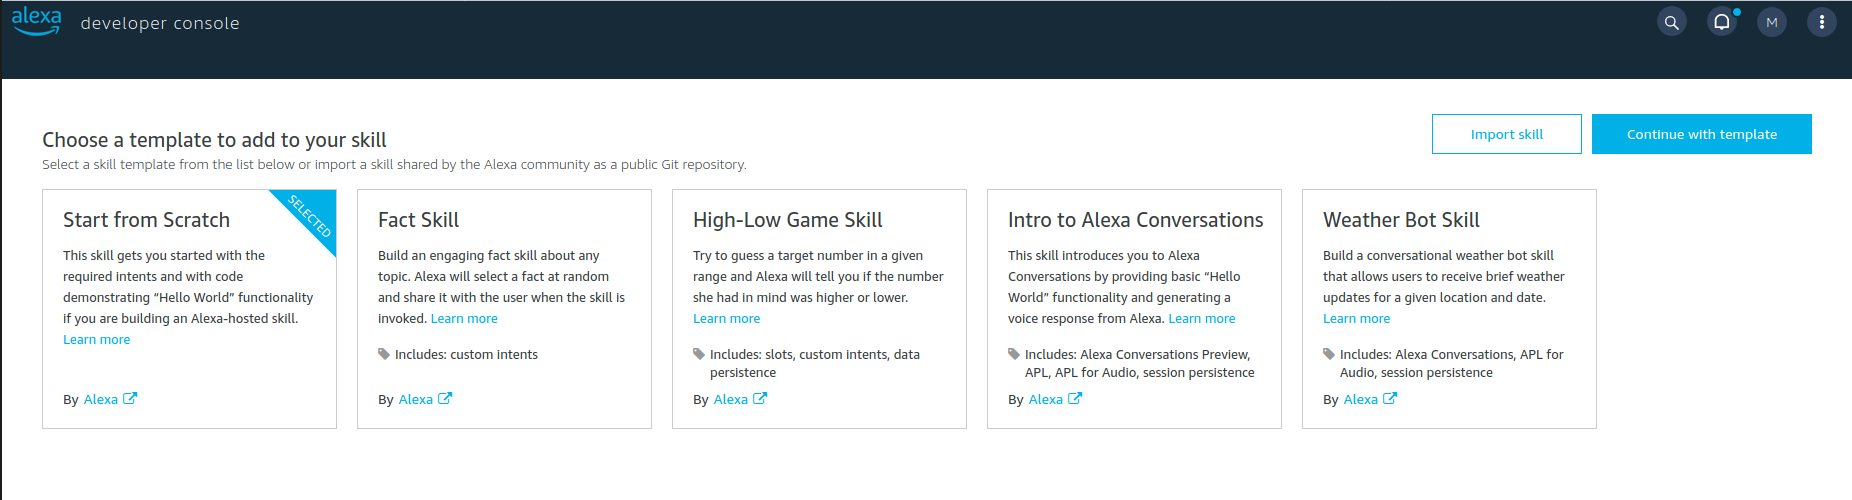 alexa
developer console
M
Choose a template to add to your skill
Import skill
Continue with template
Select a skill template from the list below or import a skill shared by the Alexa community as a public Git repository.
Start from Scratch
SELECTED
This skill gets you started with the
required intents and with code
demonstrating “Hello World” functionality
if you are building an Alexa-hosted skill.
Learn more
By Alexa
Fact Skill
Build an engaging fact skill about any
topic. Alexa will select a fact at random
and share it with the user when the skill is
invoked. Learn more
Includes: custom intents
By Alexa
High-Low Game Skill
Try to guess a target number in a given
range and Alexa will tell you if the number
she had in mind was higher or lower.
Learn more
Includes: slots, custom intents, data
persistence
By Alexa
Intro to Alexa Conversations
This skill introduces you to Alexa
Conversations by providing basic “Hello
World” functionality and generating a
voice response from Alexa. Learn more
Includes: Alexa Conversations Preview,
APL, APL for Audio, session persistence
By Alexa
Weather Bot Skill
Build a conversational weather bot skill
that allows users to receive brief weather
updates for a given location and date.
Learn more
Includes: Alexa Conversations, APL for
Audio, session persistence
By Alexa